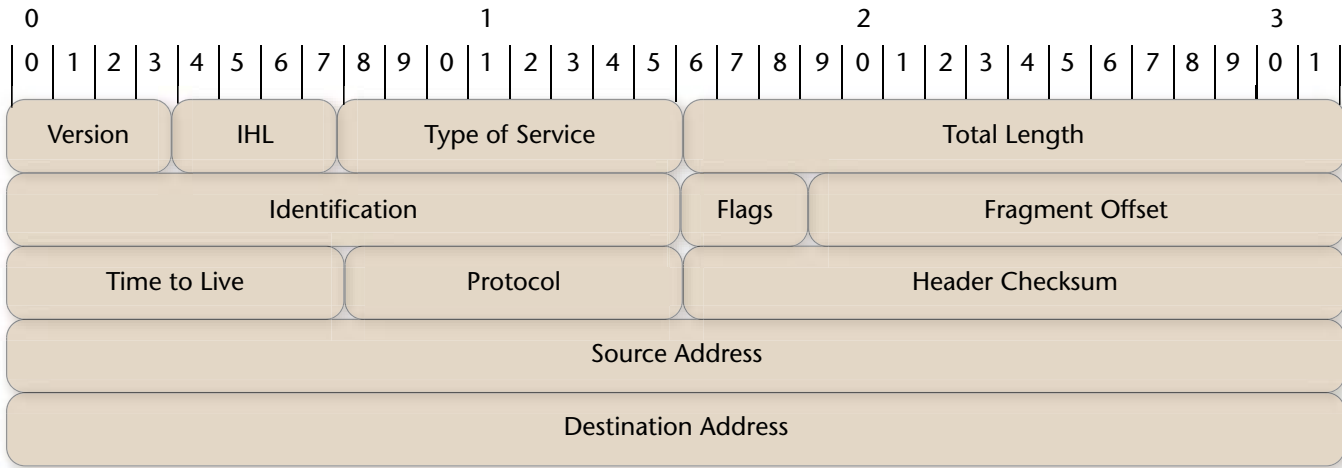 0 1 2 3
0 1 2 3 4 5 6 7 8 9 0 1 2 3 4 5 6 7 8 9 0 1 2 3 4 5 6 7 8 9 0 1
Version IHL Type of Service Total Length
Identification Flags Fragment Offset
Time to Live Protocol Header Checksum
Source Address
Destination Address